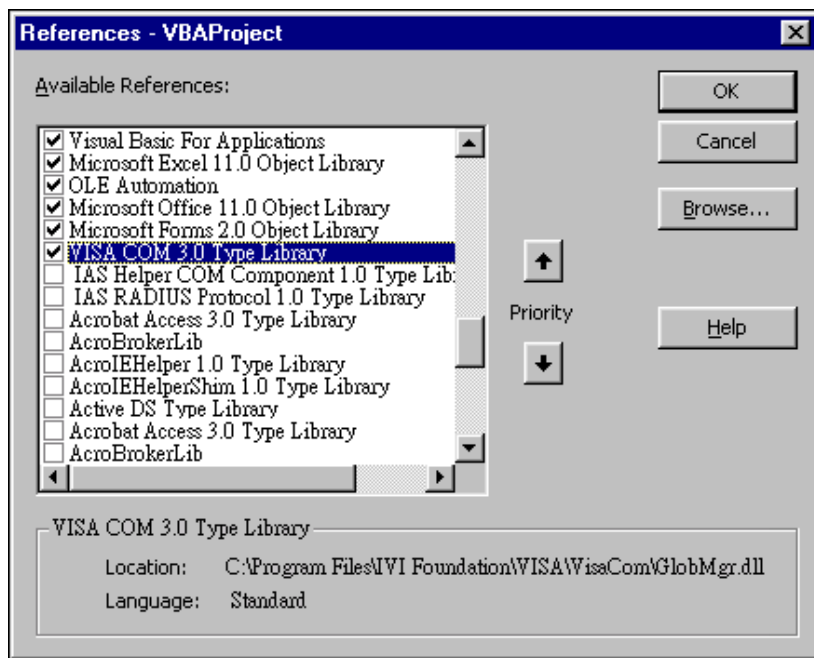 References - VBAProject
Available References:
Visual Basic For Applications
Microsoft Excel 11.0 Object Library
OLE Automation
Microsoft Office 11.0 Object Library
Microsoft Forms 2.0 Object Library
VISA COM 3.0 Type Library
IAS Helper COM Component 1.0 Type Lib:
IAS RADIUS Protocol 1.0 Type Library
Acrobat Access 3.0 Type Library
AcroBrokerLib
AcroIEHelper 1.0 Type Library
AcroIEHelperShim 1.0 Type Library
Active DS Type Library
Acrobat Access 3.0 Type Library
AcroBrokerLib
Priority
OK
Cancel
Browse...
Help
VISA COM 3.0 Type Library
Location: C:\Program Files\IVI Foundation\VISA\VisaCom\GlobMgr.dll
Language: Standard